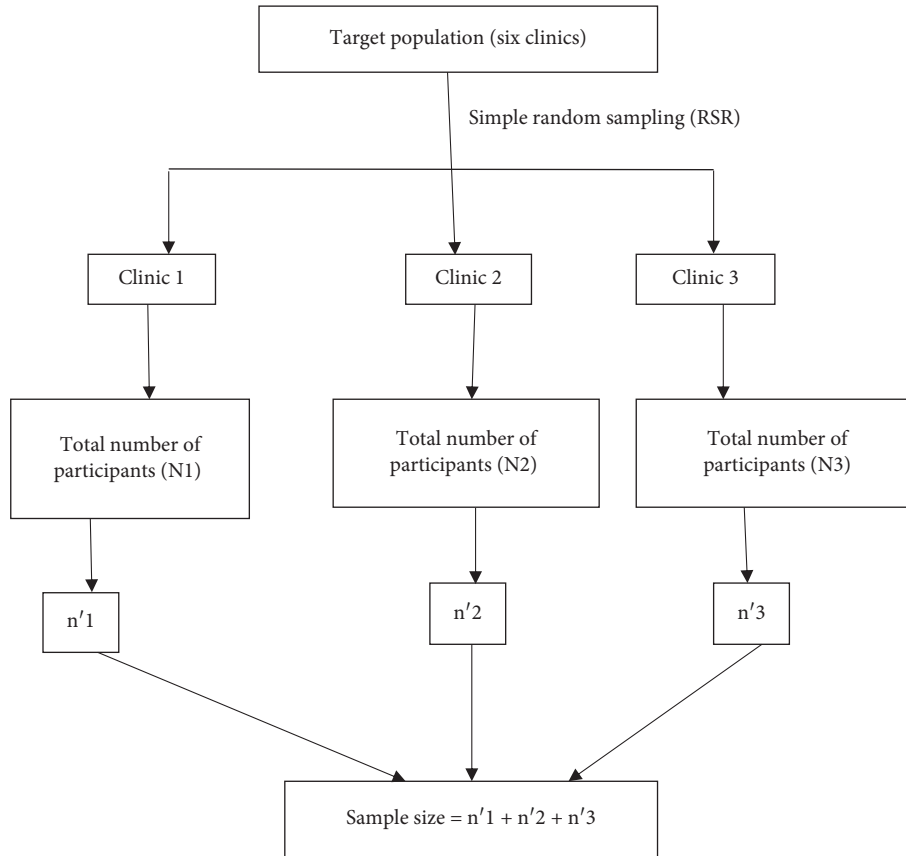 Target population (six clinics)
Simple random sampling (RSR)
Clinic 1
Clinic 2
Clinic 3
Total number of
participants (N1)
Total number of
participants (N2)
Total number of
participants (N3)
n′1
n′2
n′3
Sample size = n′1 + n′2 + n′3